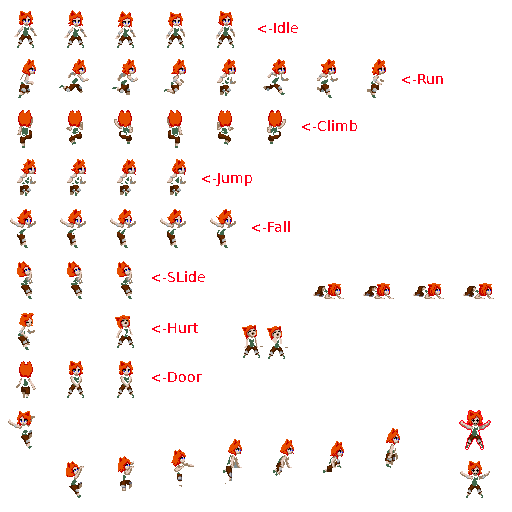 <-Idle
<-Run
<-Climb
<-Jump
<-Fall
<-SLide
<-Hurt
<-Door